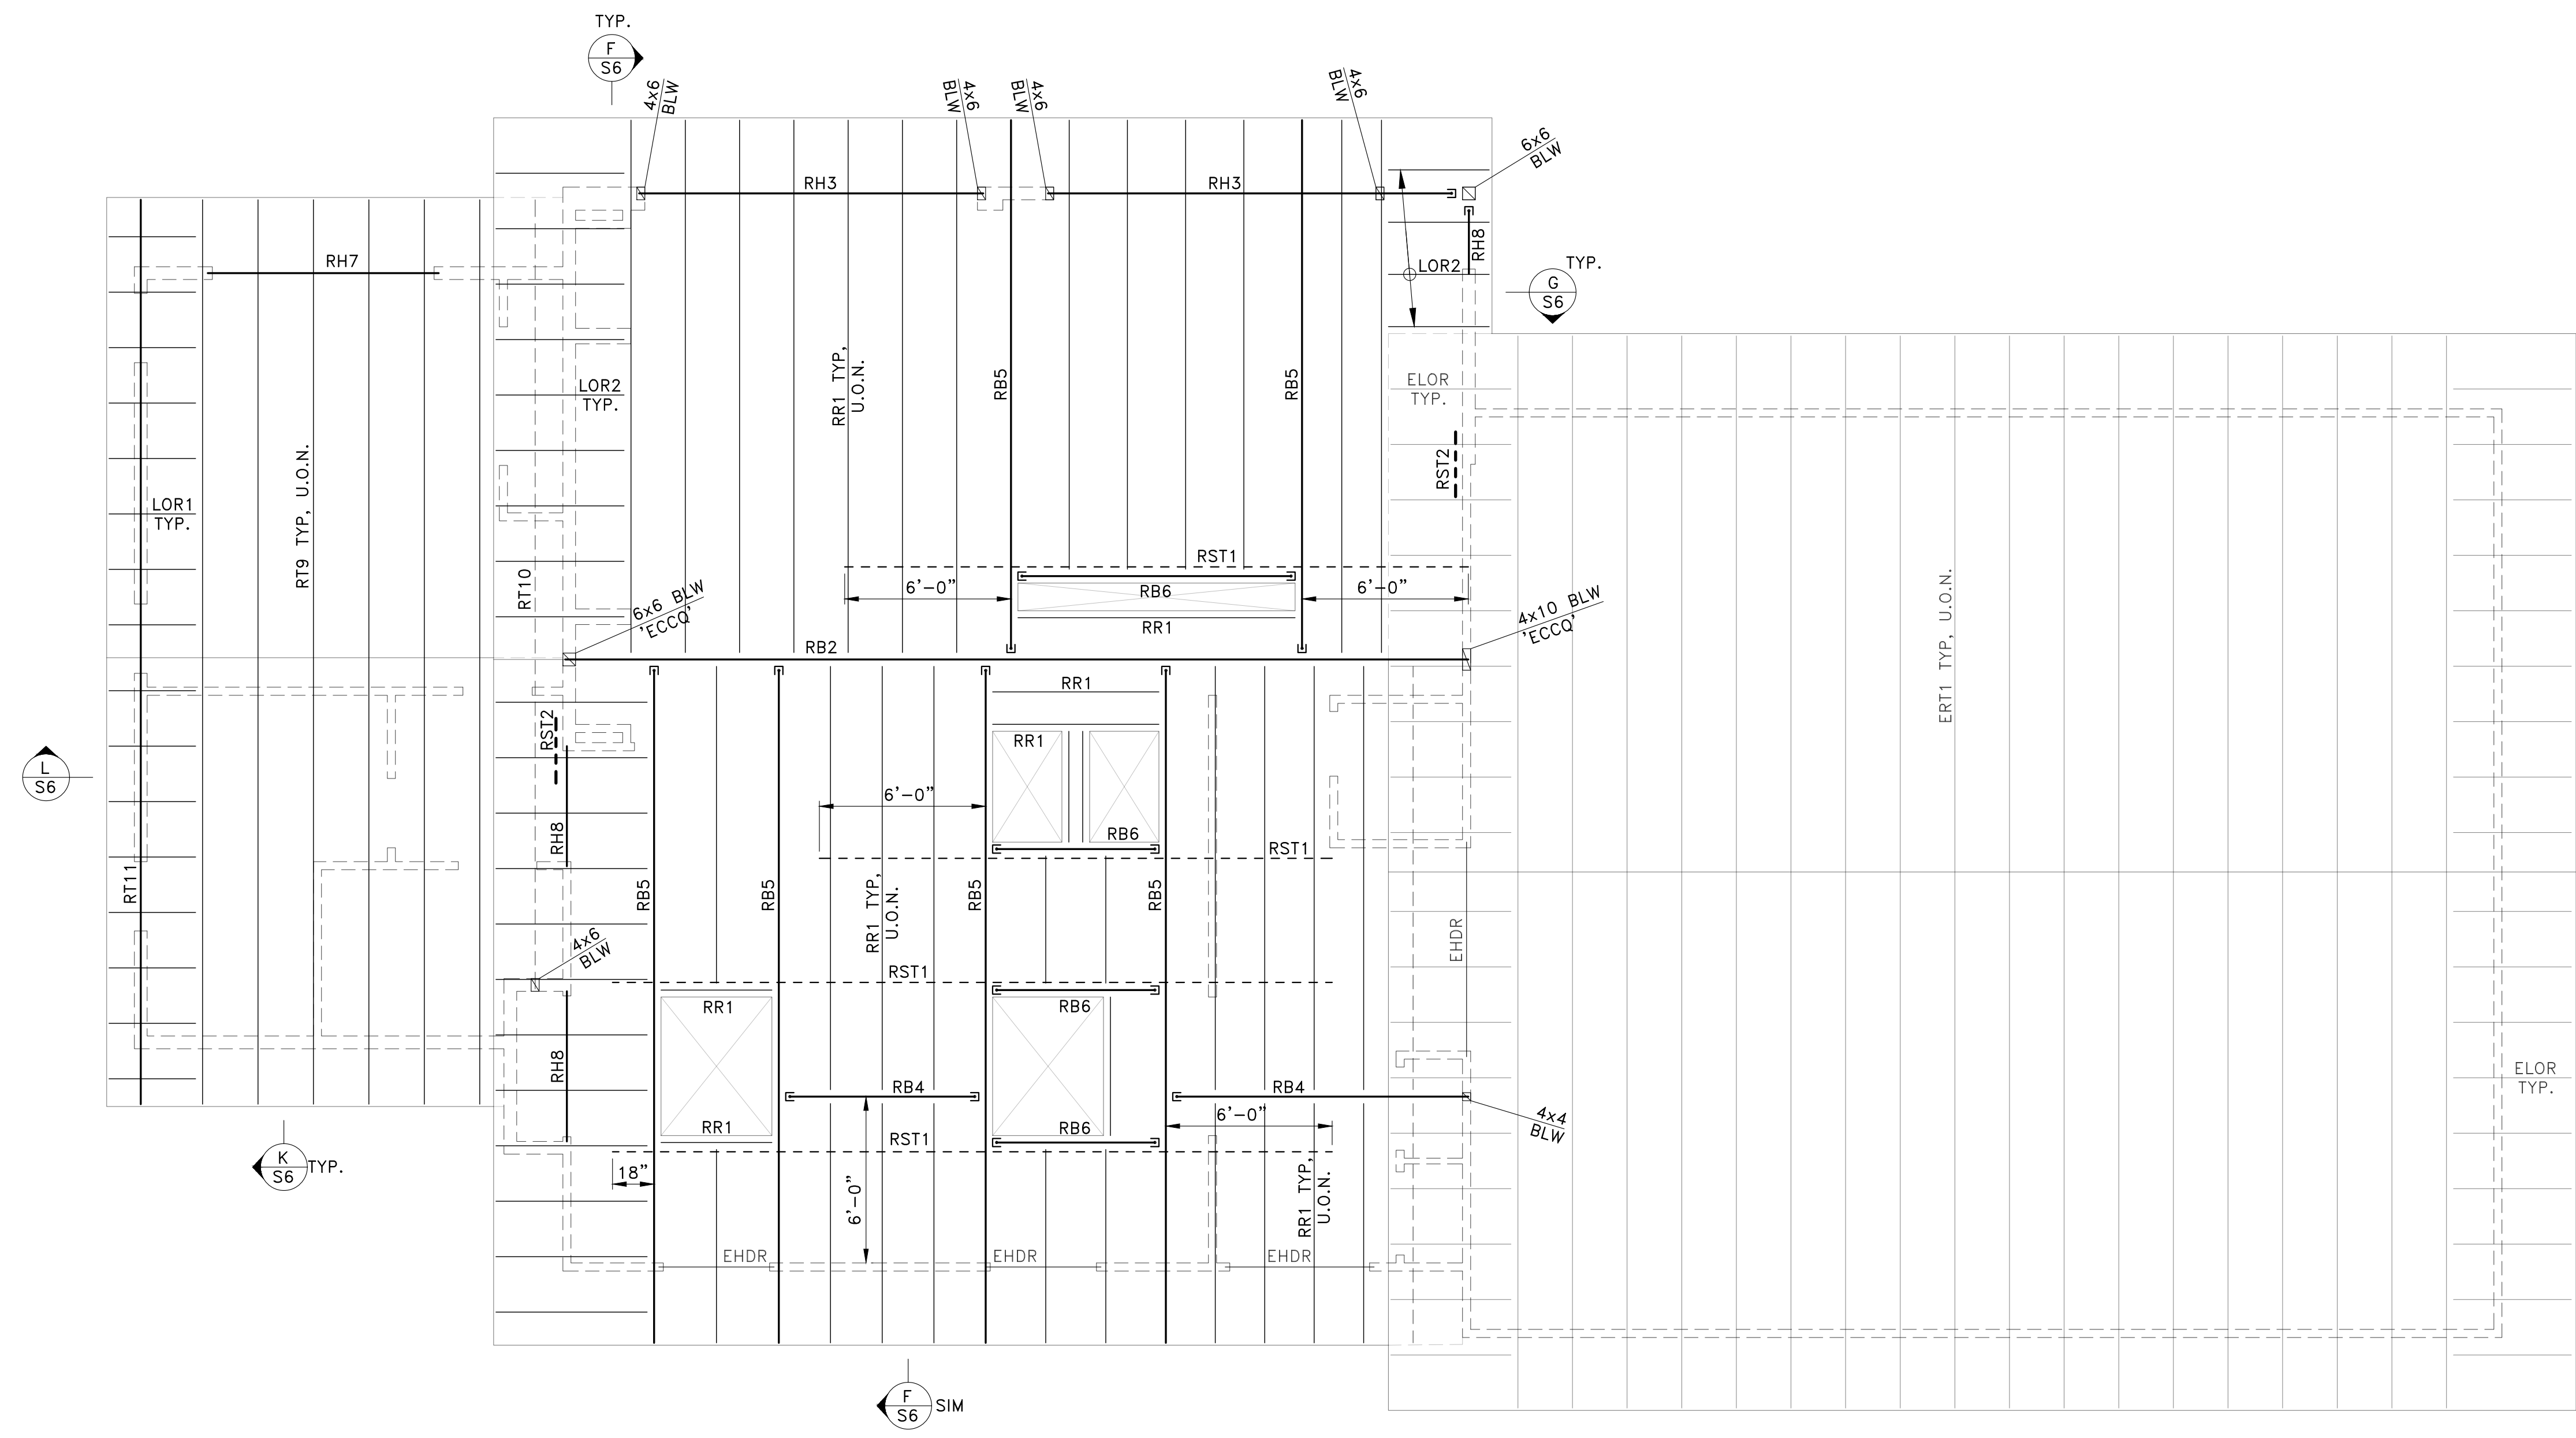 TYP.
F
S6
4x6
BLW
4x6
BLW
4x6
BLW
4x6
BLW
6x6
BLW
RH3
RH3
RH8
RH7
LOR2
TYP.
G
S6
LOR2
TYP.
RR1 TYP,
U.O.N.
RB5
RB5
ELOR
TYP.
RST2
LOR1
TYP.
RT9 TYP, U.O.N.
RT10
RST1
6'-0"
RB6
6'-0"
RR1
6x6 BLW
'ECCQ'
4x10 BLW
'ECCQ'
RB2
ERT1 TYP, U.O.N.
RR1
RST2
RR1
L
S6
6'-0"
RB6
RH8
RST1
RT11
RB5
RB5
RR1 TYP,
U.O.N.
RB5
RB5
EHDR
4x6
BLW
RST1
RR1
RB6
RH8
RB4
RB4
ELOR
TYP.
RR1
RB6
6'-0"
4x4
BLW
RST1
K
S6
TYP.
18"
6'-0"
RR1 TYP,
U.O.N.
EHDR
EHDR
EHDR
F
S6
SIM